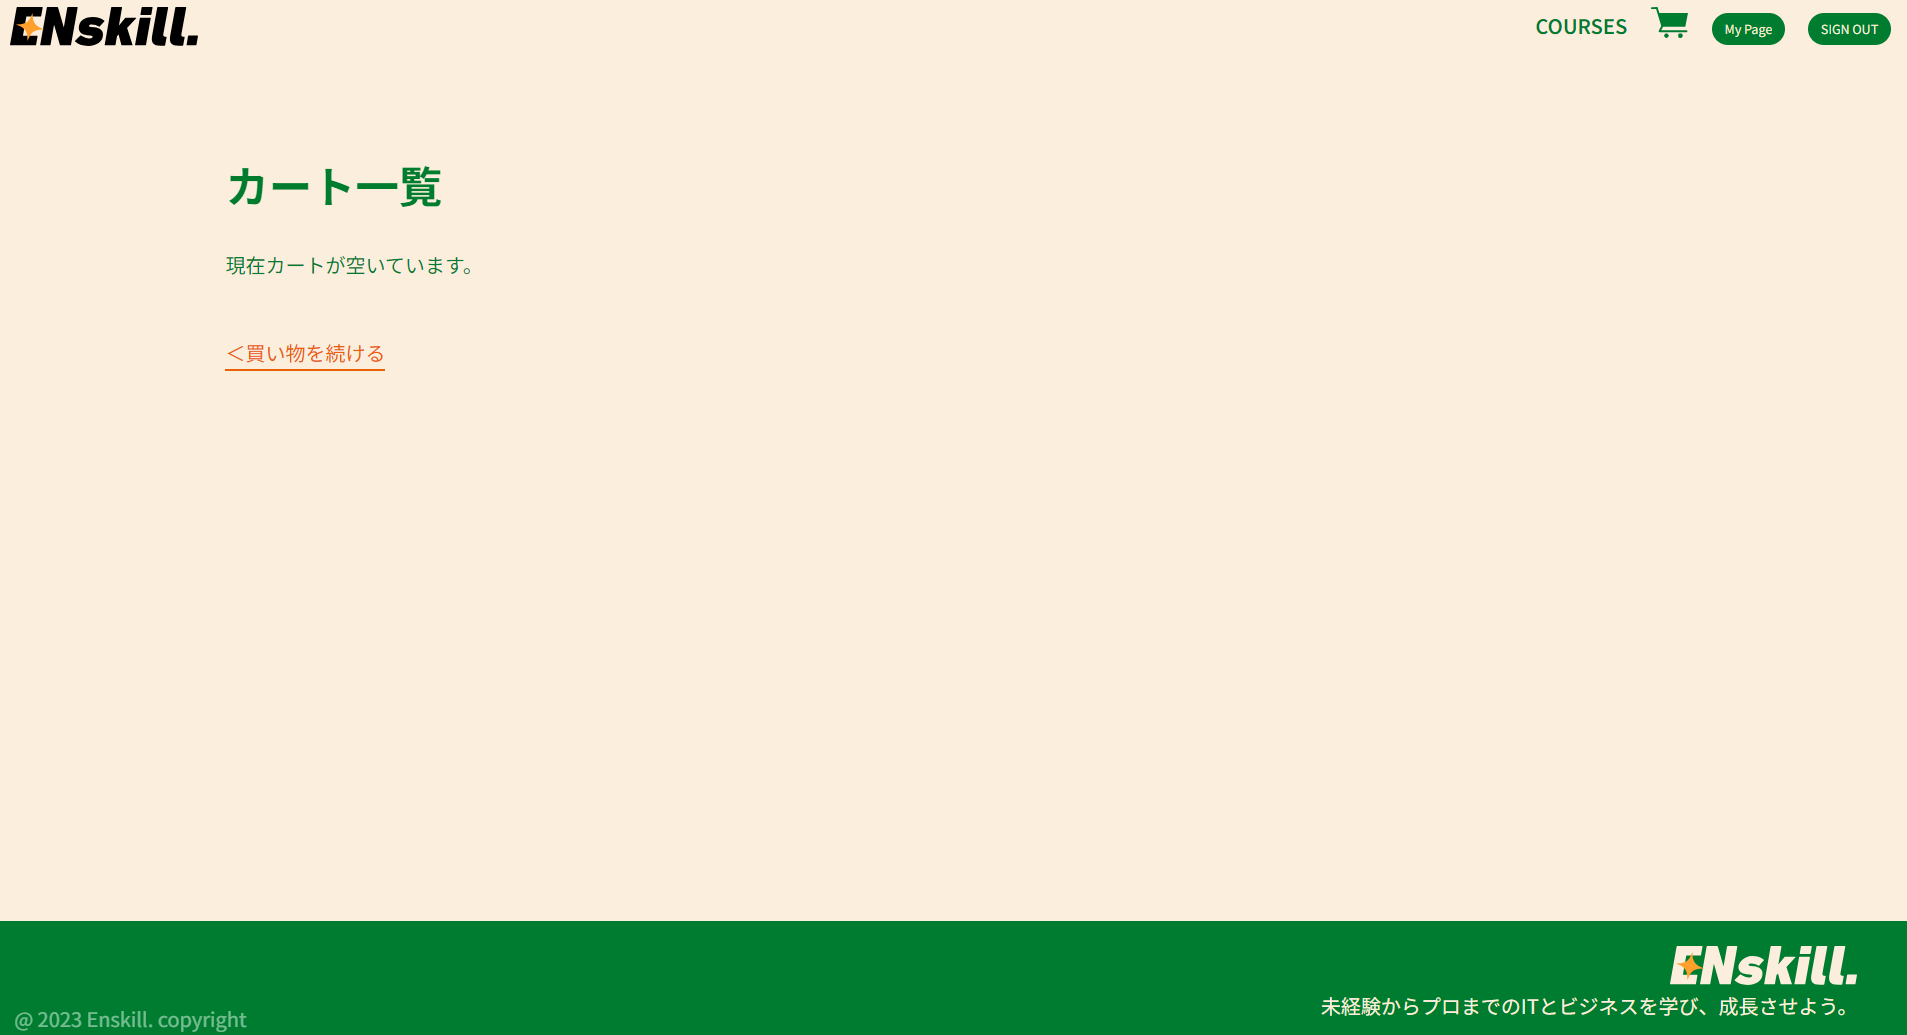 ENskill.
COURSES
My Page
SIGN OUT
カート一覧
現在カートが空いています。
＜買い物を続ける
ENskill.
未経験からプロまでのITとビジネスを学び、成長させよう。
@ 2023 Enskill. copyright